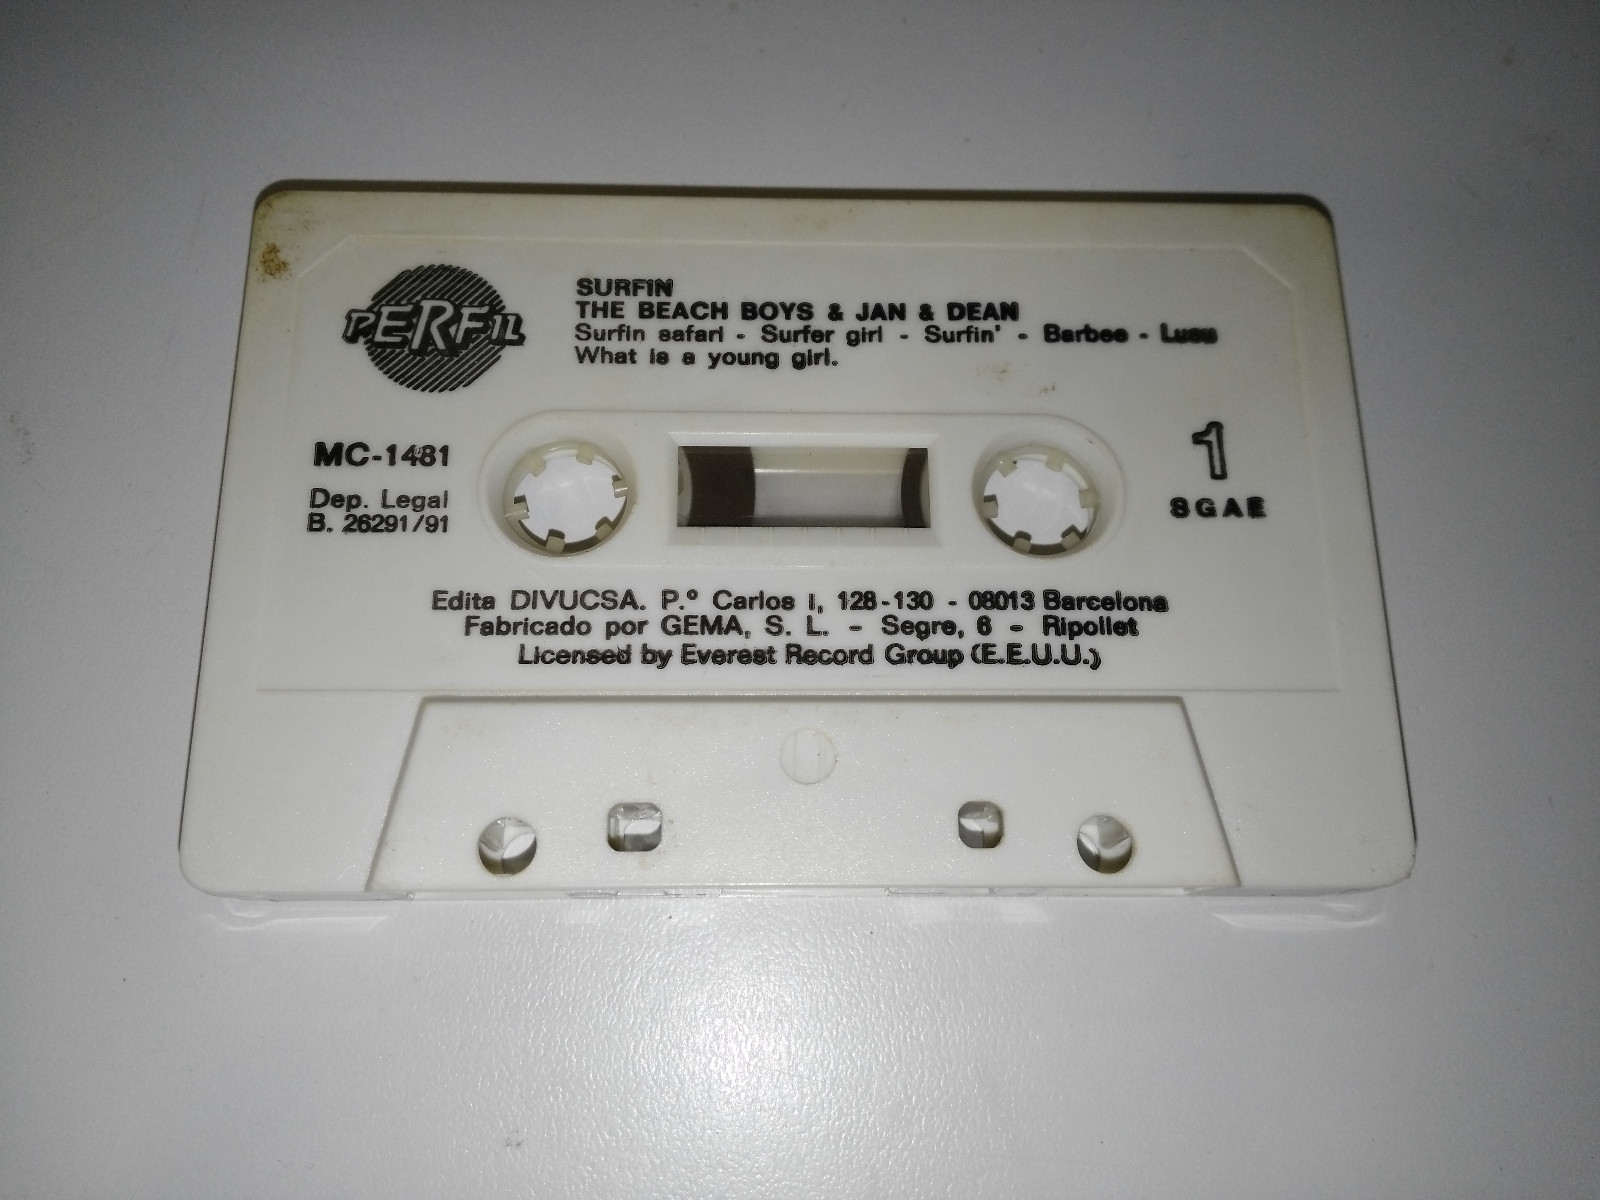 PERFIL
SURFIN
THE BEACH BOYS & JAN & DEAN
Surfin safari - Surfer girl - Surfin' - Barbee - Luau
What is a young girl.
MC-1481
Dep. Legal
B. 26291/91
1
SGAE
Edita DIVUCSA. P.º Carlos I, 128-130 - 08013 Barcelona
Fabricado por GEMA, S. L. - Segre, 6 - Ripollet
Licensed by Everest Record Group (E.E.U.U.)